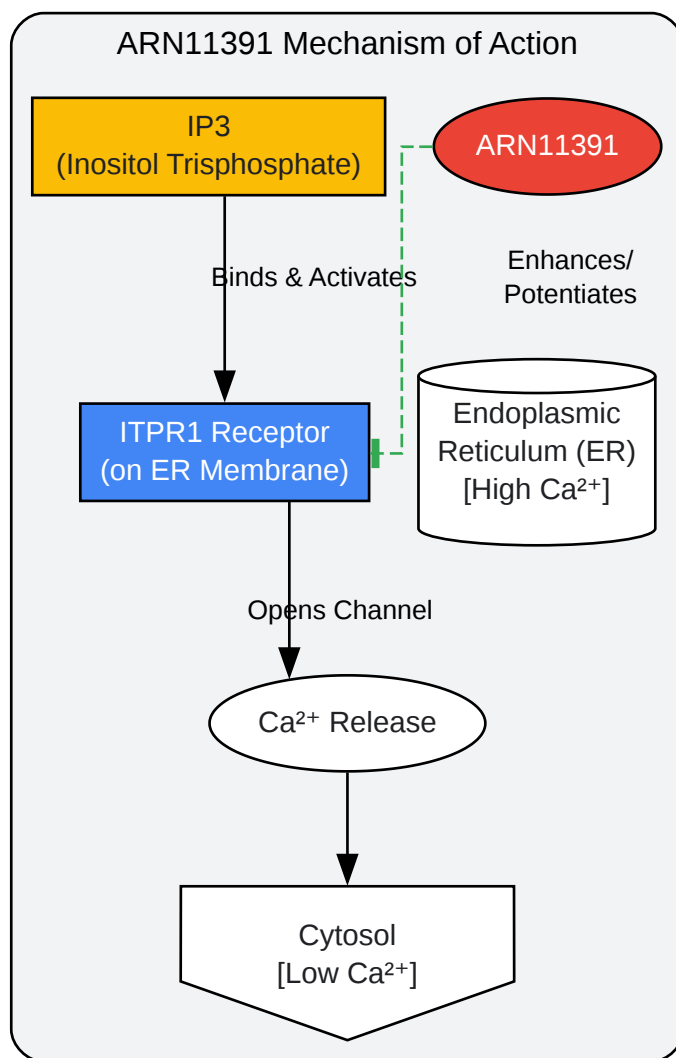 ARN11391 Mechanism of Action
IP3
(Inositol Trisphosphate)
ARN11391
Binds & Activates
Enhances/
Potentiates
ITPR1 Receptor
(on ER Membrane)
Endoplasmic
Reticulum (ER)
[High Ca²⁺]
Opens Channel
Ca²⁺ Release
Cytosol
[Low Ca²⁺]